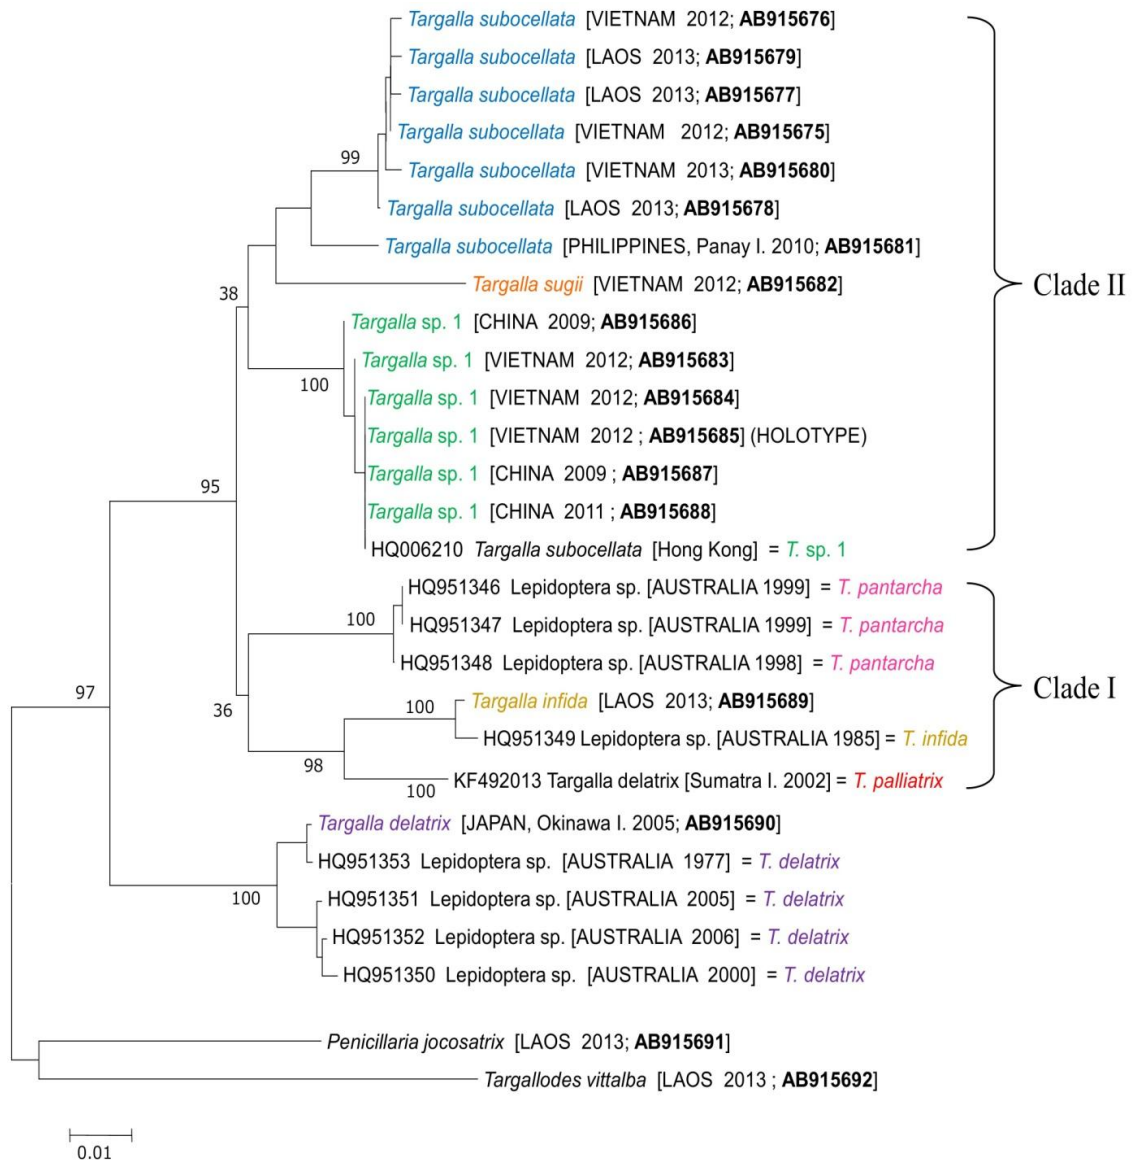 Targalla subocellata [VIETNAM 2012; AB915676]
Targalla subocellata [LAOS 2013; AB915679]
Targalla subocellata [LAOS 2013; AB915677]
Targalla subocellata [VIETNAM 2012; AB915675]
99
Targalla subocellata [VIETNAM 2013; AB915680]
Targalla subocellata [LAOS 2013; AB915678]
Targalla subocellata [PHILIPPINES, Panay I. 2010; AB915681]
Targalla sugii [VIETNAM 2012; AB915682]
Clade II
38
Targalla sp. 1 [CHINA 2009; AB915686]
Targalla sp. 1 [VIETNAM 2012; AB915683]
100
Targalla sp. 1 [VIETNAM 2012; AB915684]
Targalla sp. 1 [VIETNAM 2012 ; AB915685] (HOLOTYPE)
Targalla sp. 1 [CHINA 2009 ; AB915687]
95
Targalla sp. 1 [CHINA 2011 ; AB915688]
HQ006210 Targalla subocellata [Hong Kong] = T. sp. 1
HQ951346 Lepidoptera sp. [AUSTRALIA 1999] = T. pantarcha
100
HQ951347 Lepidoptera sp. [AUSTRALIA 1999] = T. pantarcha
HQ951348 Lepidoptera sp. [AUSTRALIA 1998] = T. pantarcha
Clade I
97
36
100
Targalla infida [LAOS 2013; AB915689]
HQ951349 Lepidoptera sp. [AUSTRALIA 1985] = T. infida
98
KF492013 Targalla delatrix [Sumatra I. 2002] = T. palliatrix
100
Targalla delatrix [JAPAN, Okinawa I. 2005; AB915690]
HQ951353 Lepidoptera sp. [AUSTRALIA 1977] = T. delatrix
100
HQ951351 Lepidoptera sp. [AUSTRALIA 2005] = T. delatrix
HQ951352 Lepidoptera sp. [AUSTRALIA 2006] = T. delatrix
HQ951350 Lepidoptera sp. [AUSTRALIA 2000] = T. delatrix
Penicillaria jocosatrix [LAOS 2013; AB915691]
Targallodes vittalba [LAOS 2013 ; AB915692]
0.01